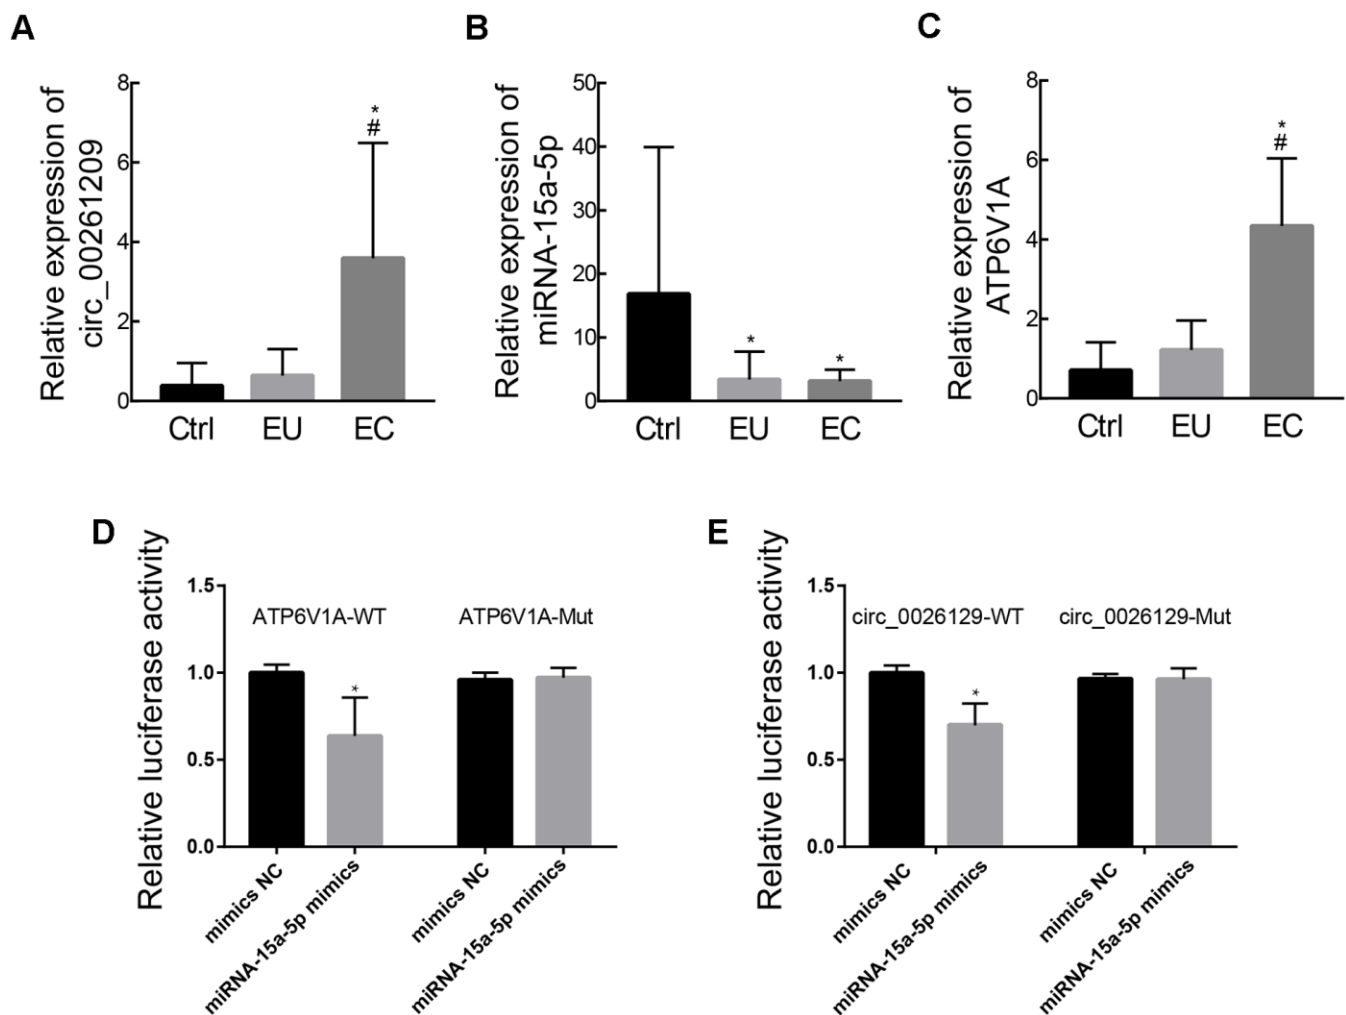 A
Relative expression of
circ_00261209
8
6
4
2
0
*
#
Ctrl EU EC
B
Relative expression of
miRNA-15a-5p
50
40
30
20
10
0
*
*
Ctrl EU EC
C
Relative expression of
ATP6V1A
8
6
4
2
0
*
#
Ctrl EU EC
D
Relative luciferase activity
1.5
1.0
0.5
0.0
ATP6V1A-WT ATP6V1A-Mut
*
mimics NC
miRNA-15a-5p mimics
mimics NC
miRNA-15a-5p mimics
E
Relative luciferase activity
1.5
1.0
0.5
0.0
circ_0026129-WT circ_0026129-Mut
*
mimics NC
miRNA-15a-5p mimics
mimics NC
miRNA-15a-5p mimics